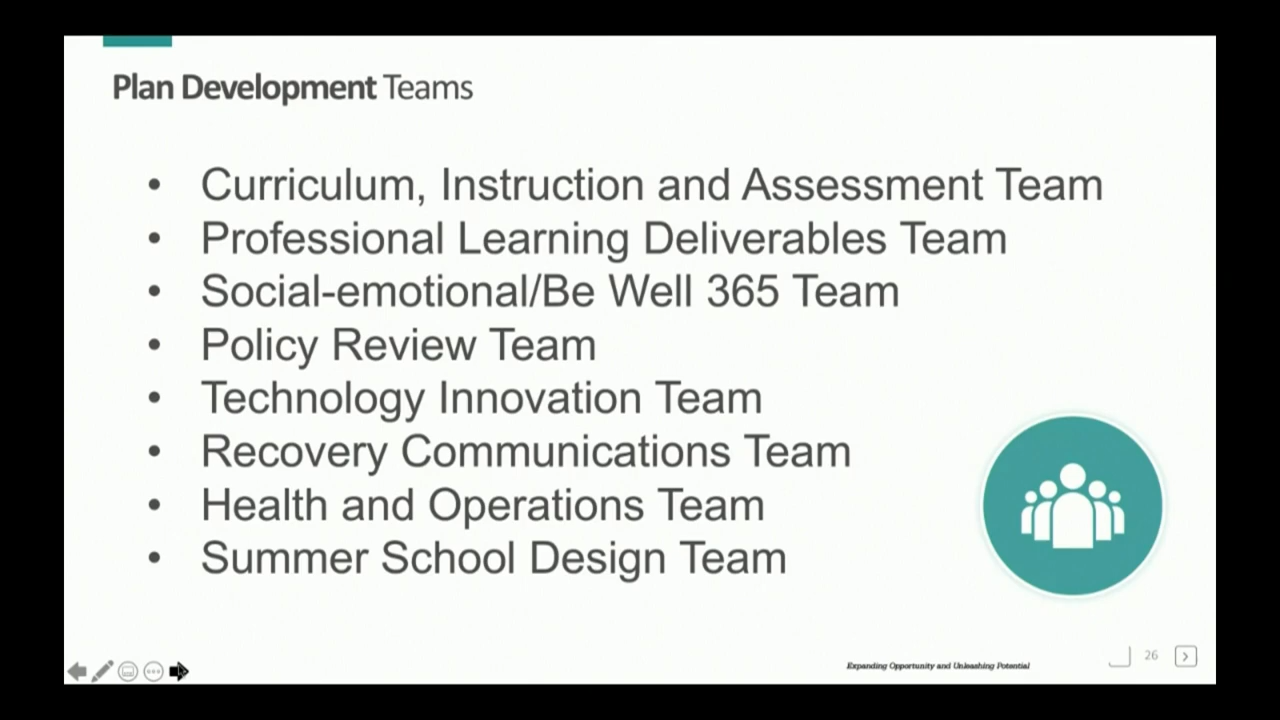 Plan Development Teams
• Curriculum, Instruction and Assessment Team
• Professional Learning Deliverables Team
• Social-emotional/Be Well 365 Team
• Policy Review Team
• Technology Innovation Team
• Recovery Communications Team
• Health and Operations Team
• Summer School Design Team
Expanding Opportunity and Unleashing Potential
26